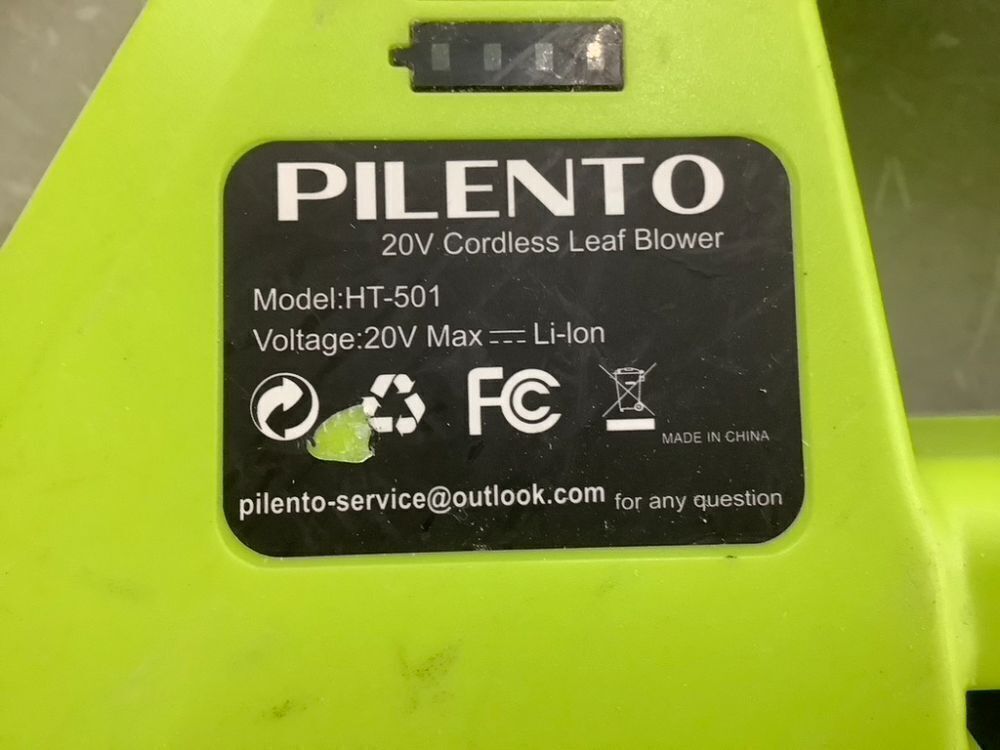 PILENTO
20V Cordless Leaf Blower
Model:HT-501
Voltage:20V Max Li-Ion
FC
MADE IN CHINA
pilento-service@outlook.com for any question